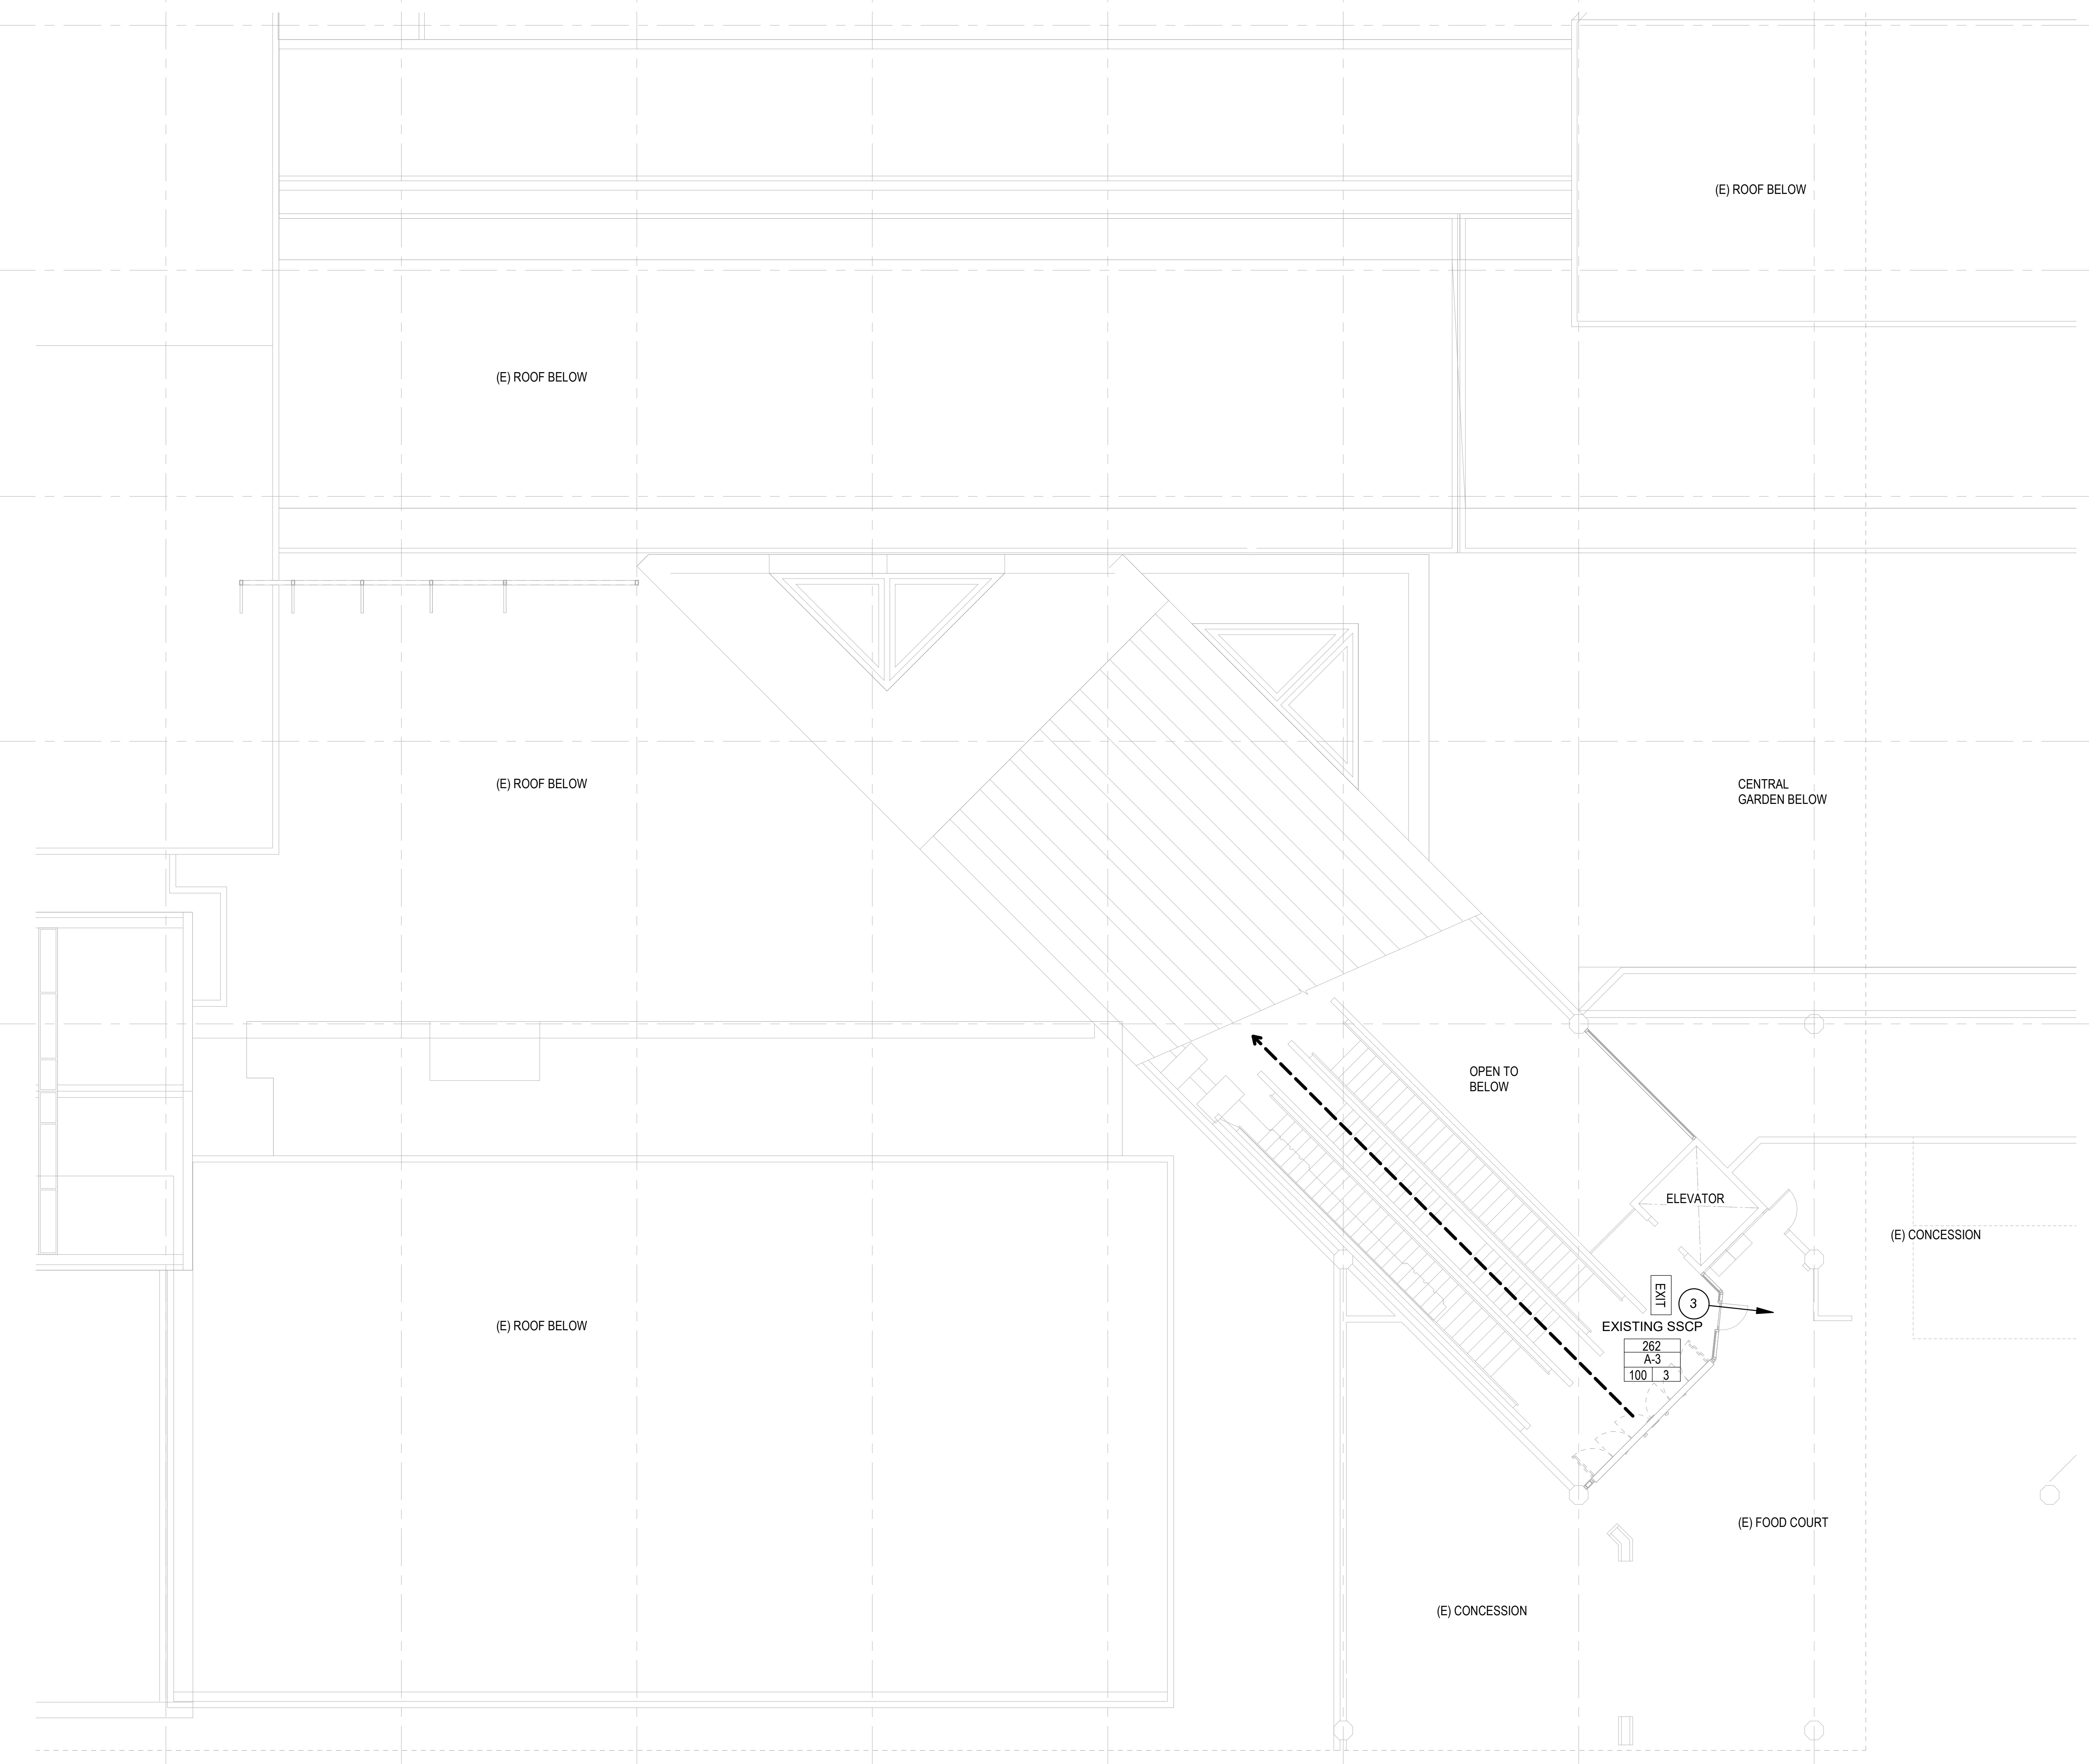 (E) ROOF BELOW
(E) ROOF BELOW
(E) ROOF BELOW
CENTRAL
GARDEN BELOW
OPEN TO
BELOW
ELEVATOR
(E) CONCESSION
EXIT
3
EXISTING SSCP
262
A-3
100 3
(E) ROOF BELOW
(E) FOOD COURT
(E) CONCESSION